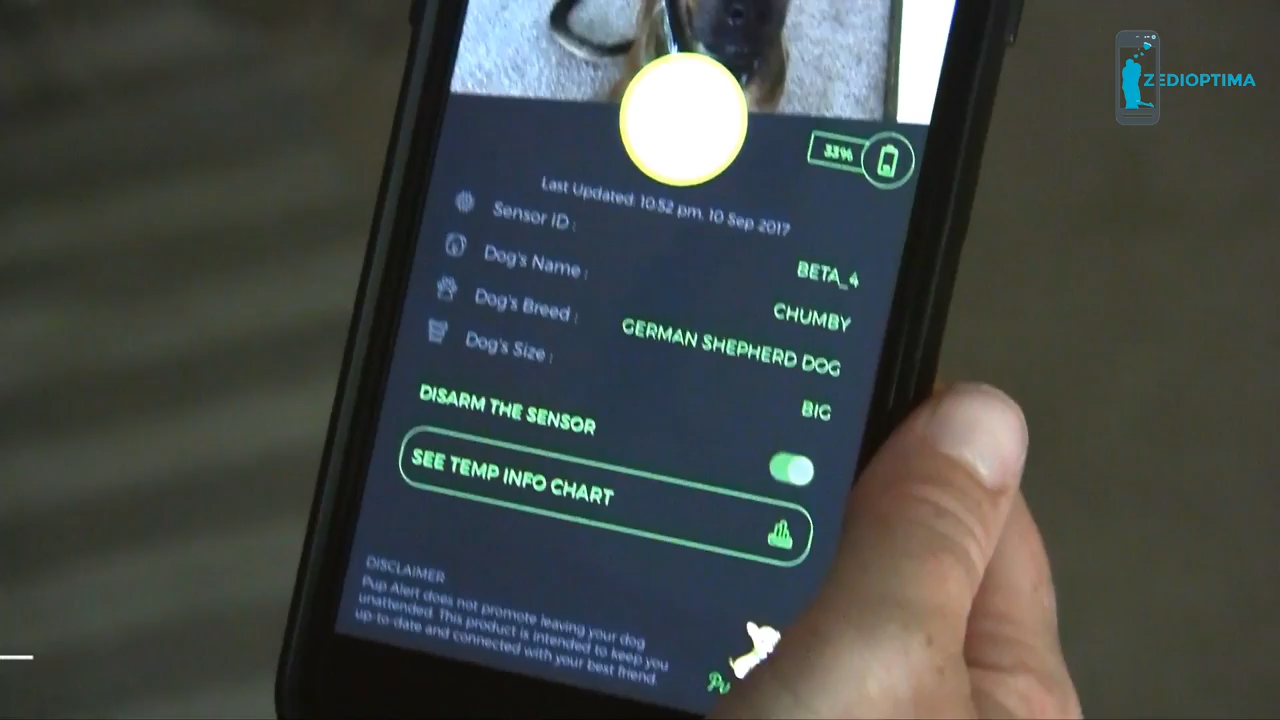 ZEDIOPTIMA
33%
Last Updated: 10:52 pm, 10 Sep 2017
Sensor ID : BETA_4
Dog's Name : CHUMBY
Dog's Breed : GERMAN SHEPHERD DOG
Dog's Size : BIG
DISARM THE SENSOR
SEE TEMP INFO CHART
DISCLAIMER
Pup Alert does not promote leaving your dog
unattended. This product is intended to keep you
up-to-date and connected with your best friend.